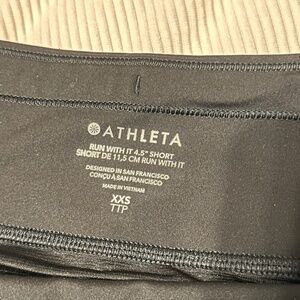 ATHLETA
RUN WITH IT 4.5" SHORT
SHORT DE 11,5 CM RUN WITH IT
DESIGNED IN SAN FRANCISCO
CONÇU À SAN FRANCISCO
MADE IN VIETNAM
XXS
TTP